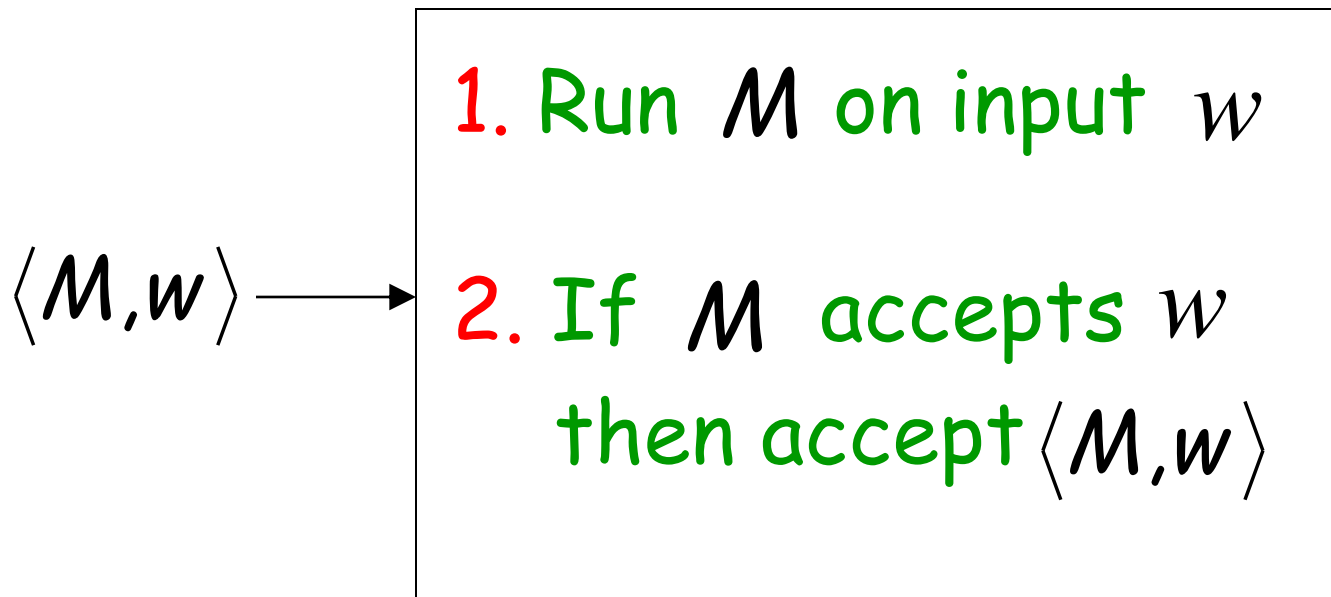 1. Run M on input w
⟨M,w⟩
2. If M accepts w
then accept ⟨M,w⟩